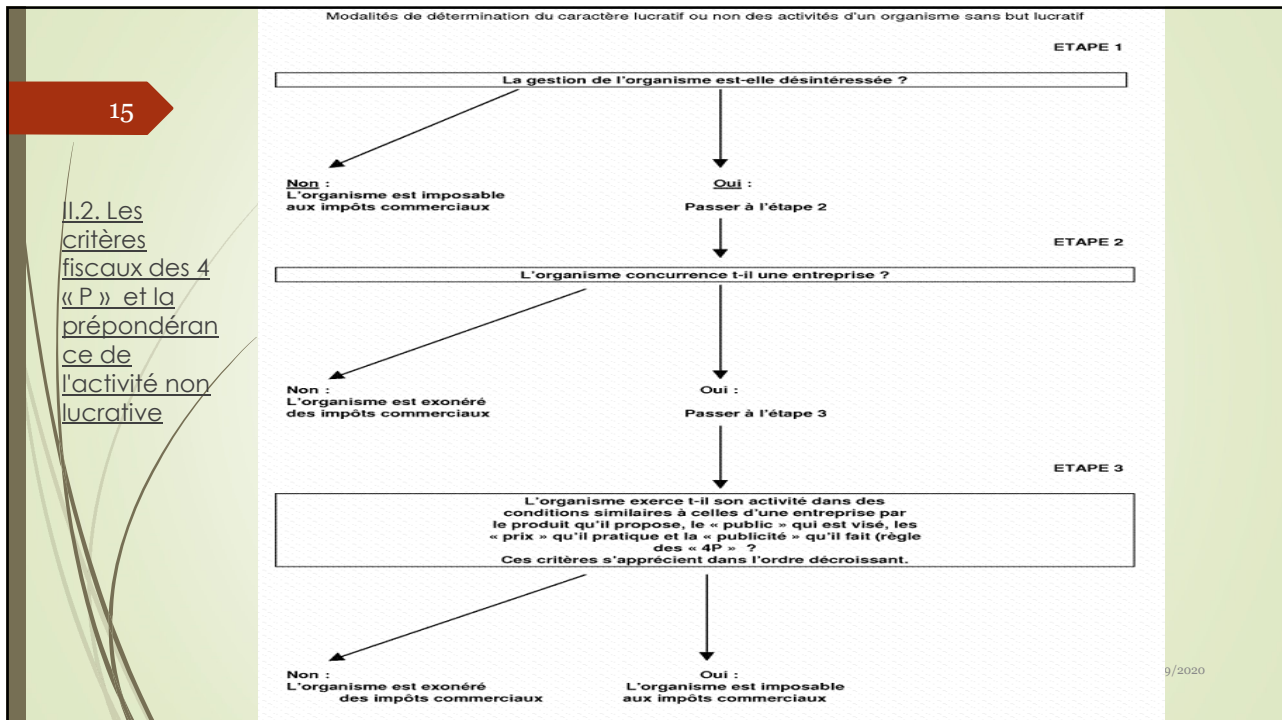 Modalités de détermination du caractère lucratif ou non des activités d'un organisme sans but lucratif
ETAPE 1
La gestion de l'organisme est-elle désintéressée ?
15
Non :
L'organisme est imposable
aux impôts commerciaux
Oui :
Passer à l'étape 2
II.2. Les
critères
fiscaux des 4
« P » et la
prépondéran
ce de
l'activité non
lucrative
ETAPE 2
L'organisme concurrence t-il une entreprise ?
Non :
L'organisme est exonéré
des impôts commerciaux
Oui :
Passer à l'étape 3
ETAPE 3
L'organisme exerce t-il son activité dans des
conditions similaires à celles d'une entreprise par
le produit qu'il propose, le « public » qui est visé, les
« prix » qu'il pratique et la « publicité » qu'il fait (règle
des « 4P » ?
Ces critères s'apprécient dans l'ordre décroissant.
Non :
L'organisme est exonéré
des impôts commerciaux
Oui :
L'organisme est imposable
aux impôts commerciaux
9/2020